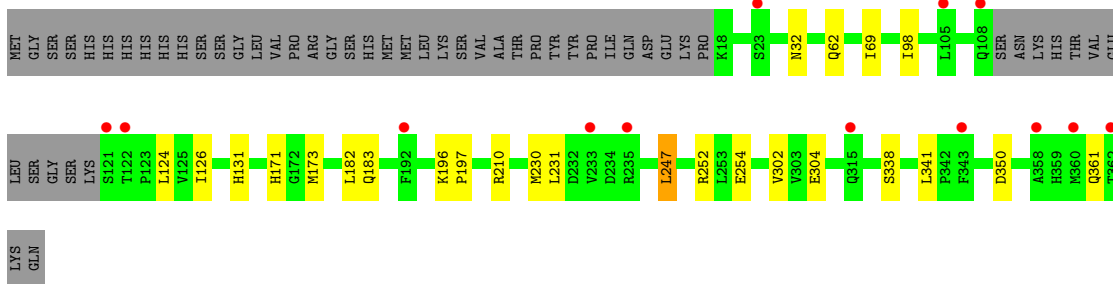 MET GLY SER SER HIS HIS HIS HIS HIS HIS SER SER GLY LEU VAL PRO ARG GLY SER HIS MET MET LEU LYS SER VAL ALA THR PRO TYR TYR PRO ILE GLN ASP GLU LYS PRO K18 S23 N32 Q62 I69 I98 L105 Q108 SER ASN LYS HIS THR VAL GLU
LEU SER GLY SER LYS S121 T122 P123 L124 V125 I126 H131 H171 G172 M173 L182 Q183 F192 K196 P197 R210 M230 L231 D232 V233 D234 R235 L247 R252 L253 E254 V302 V303 E304 Q315 S338 L341 P342 F343 D350 A358 H359 M360 Q361 T362
LYS GLN